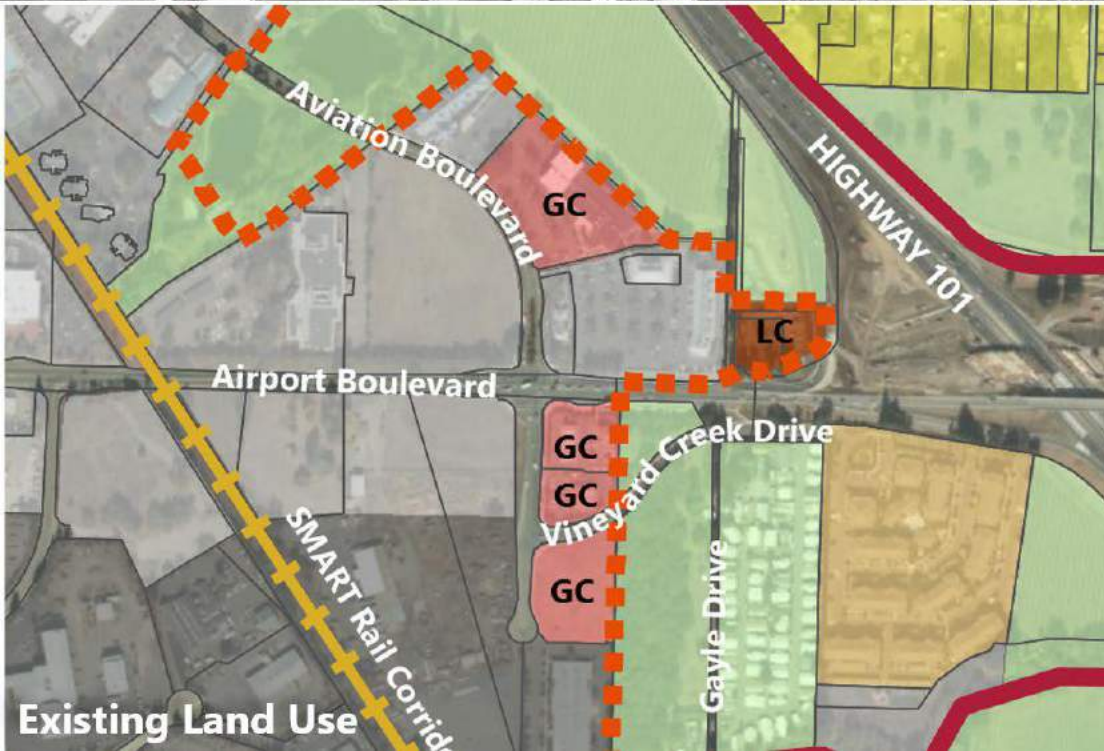 Aviation Boulevard
GC
HIGHWAY 101
LC
Airport Boulevard
GC
Vineyard Creek Drive
GC
GC
SMART Rail Corrido
Gayle Drive
Existing Land Use